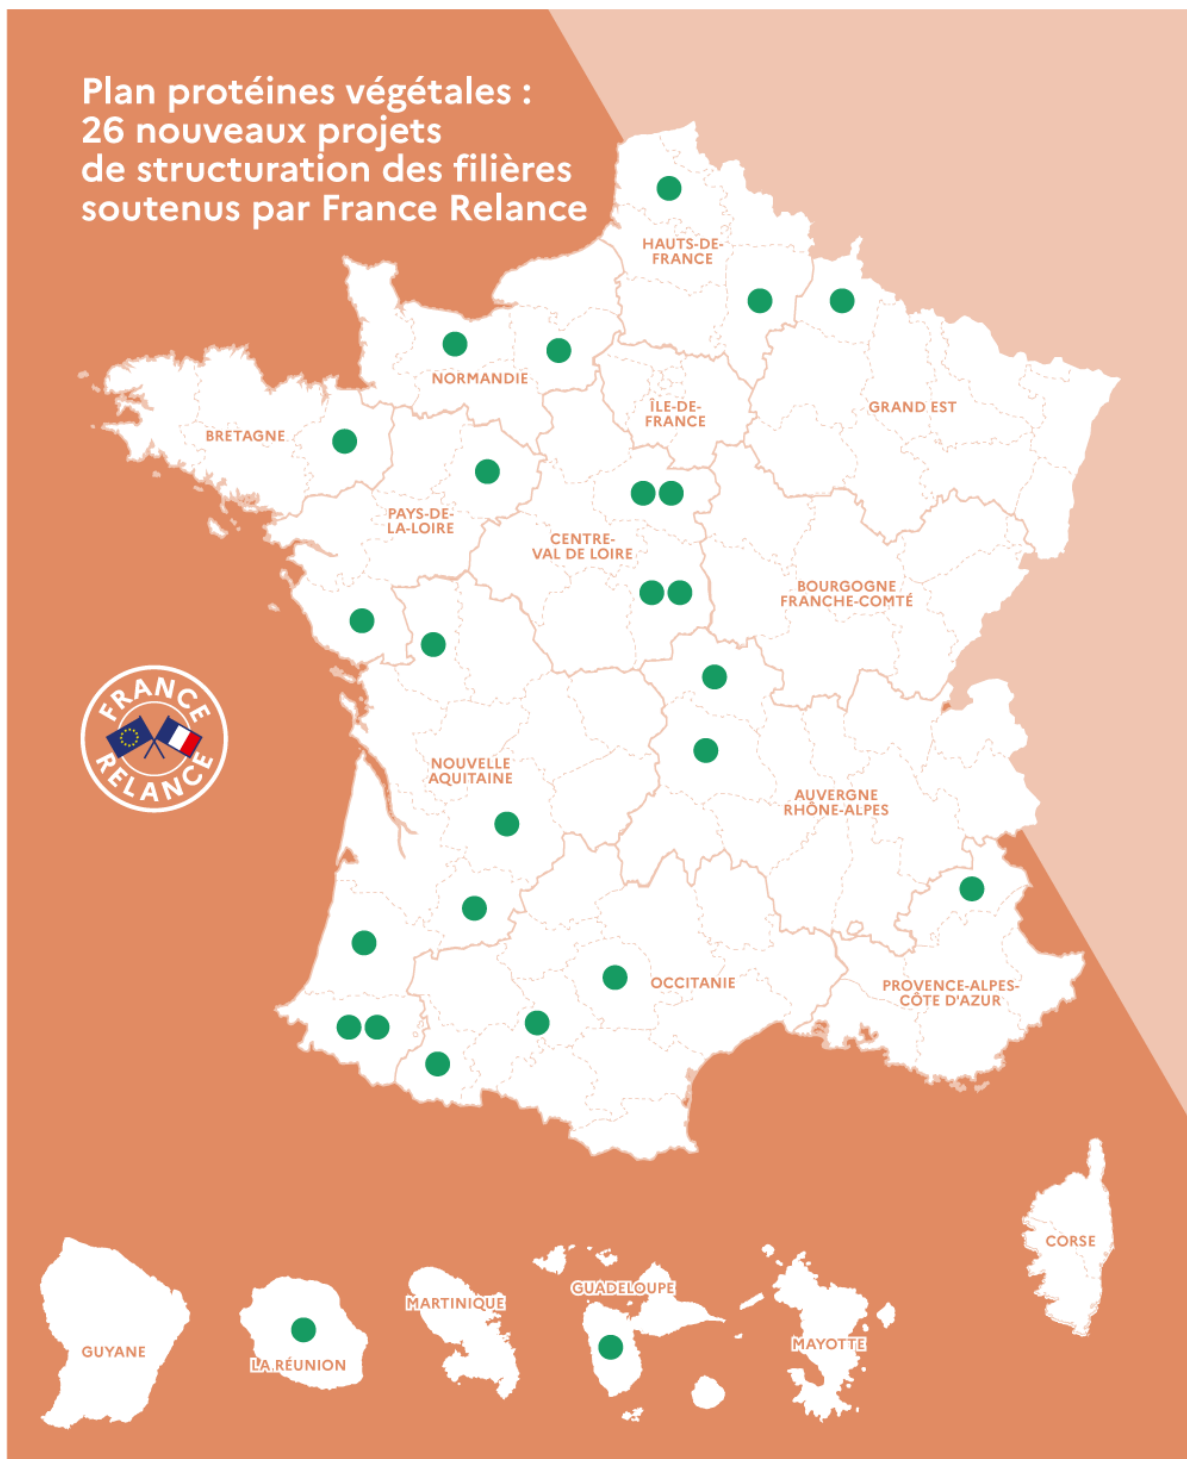 Plan protéines végétales :
26 nouveaux projets
de structuration des filières
soutenus par France Relance
HAUTS-DE-
FRANCE
NORMANDIE
ÎLE-DE-
FRANCE
GRAND EST
BRETAGNE
PAYS-DE-
LA-LOIRE
CENTRE-
VAL DE LOIRE
BOURGOGNE
FRANCHE-COMTÉ
FRANCE
RELANCE
NOUVELLE
AQUITAINE
AUVERGNE
RHÔNE-ALPES
OCCITANIE
PROVENCE-ALPES-
CÔTE D'AZUR
CORSE
GUYANE
LA RÉUNION
MARTINIQUE
GUADELOUPE
MAYOTTE